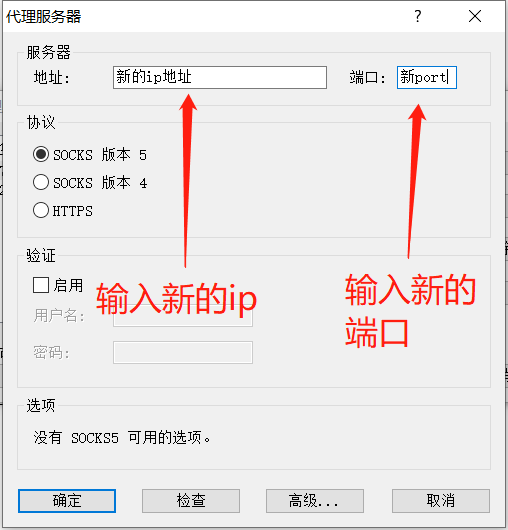 代理服务器 ?
服务器
地址: 新的ip地址 端口: 新port
协议
SOCKS 版本 5
SOCKS 版本 4
HTTPS
验证
启用
用户名:
密码:
输入新的ip
输入新的
端口
选项
没有 SOCKS5 可用的选项。
确定 检查 高级... 取消